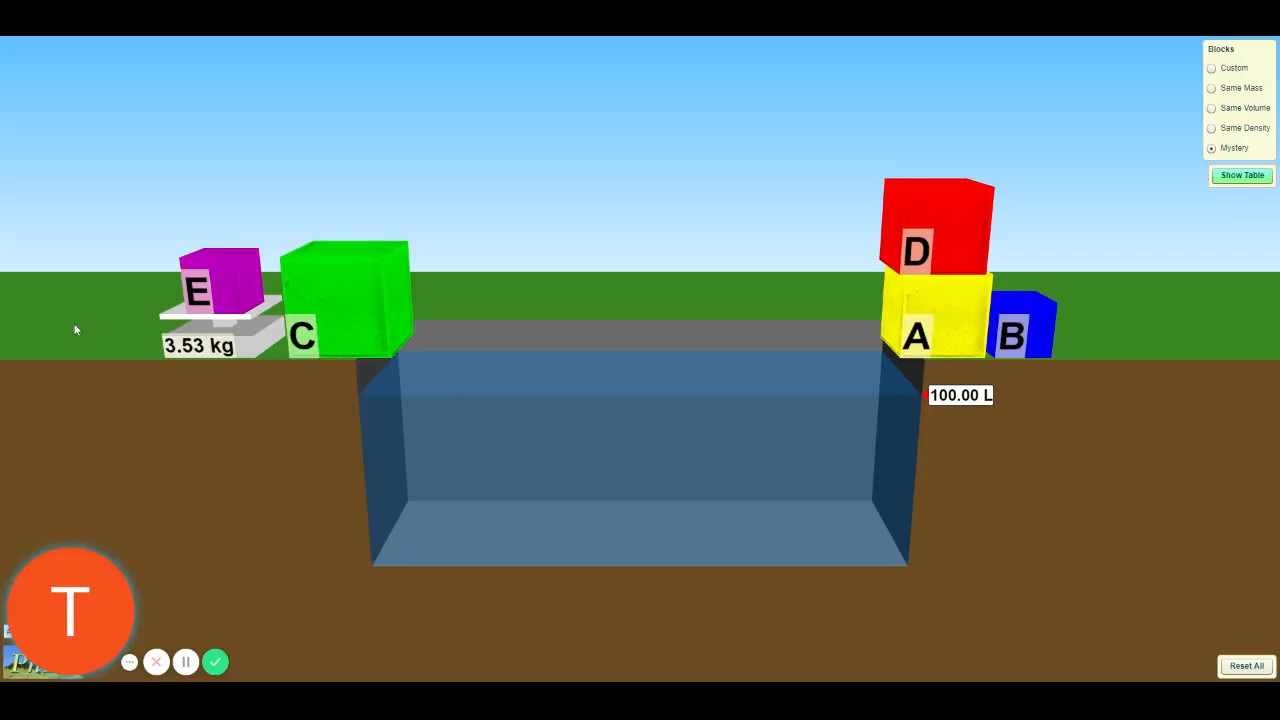 Blocks
Custom
Same Mass
Same Volume
Same Density
Mystery
Show Table
D
E
C
A
B
3.53 kg
100.00 L
T
Reset All